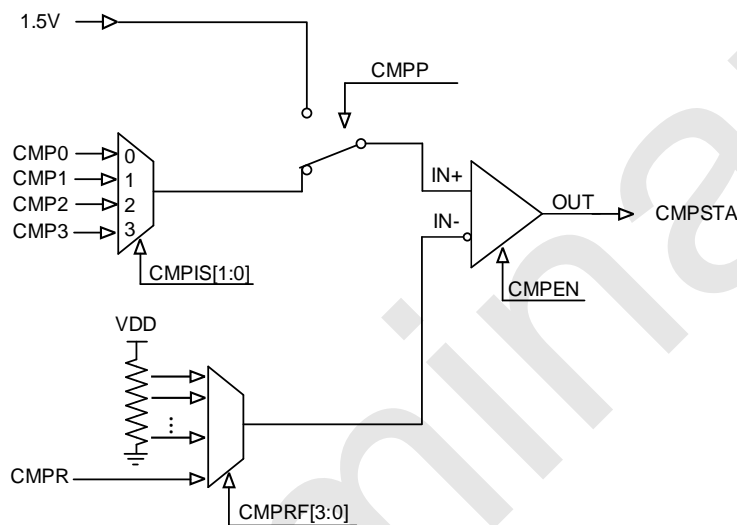 1.5V
CMPP
CMP0
CMP1
CMP2
CMP3
0
1
2
3
CMPIS[1:0]
IN+
IN-
OUT
CMPSTA
CMPEN
VDD
...
CMPR
CMPRF[3:0]